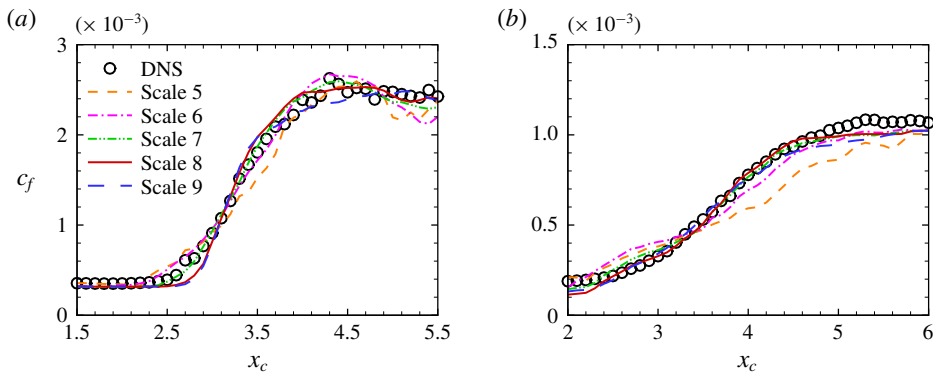 (a) (× 10⁻³)
3
2
1
0
c_f
DNS
Scale 5
Scale 6
Scale 7
Scale 8
Scale 9
1.5 2.5 3.5 4.5 5.5
x_c
(b) (× 10⁻³)
1.5
1.0
0.5
0
2 3 4 5 6
x_c